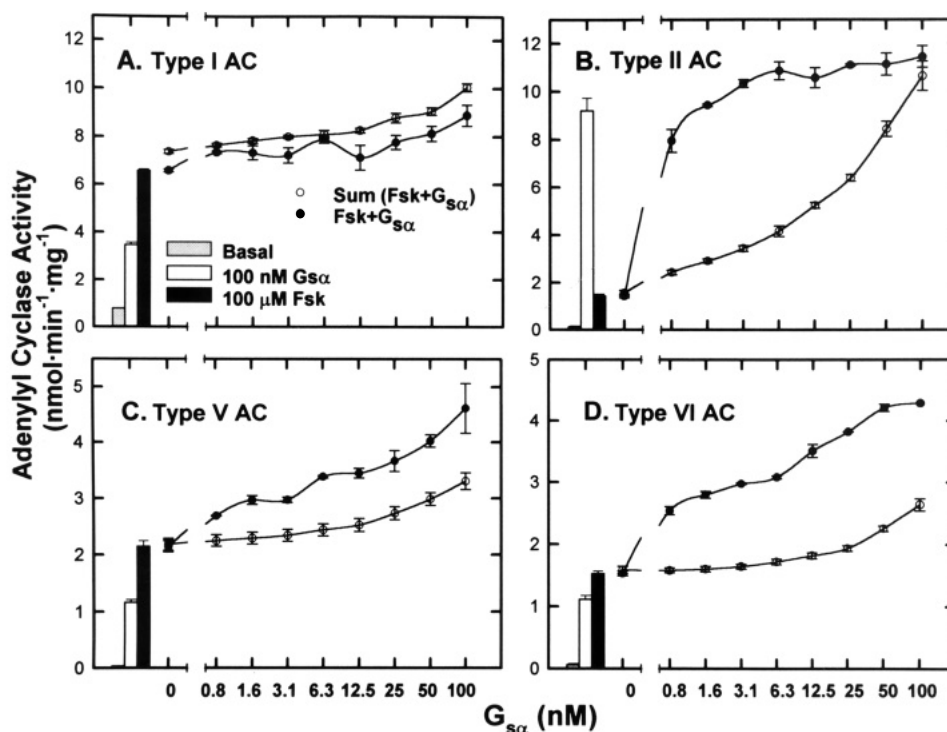 Adenylyl Cyclase Activity
(nmol·min-1·mg-1)
A. Type I AC
12
10
8
6
4
2
0
Sum (Fsk+Gsα)
Fsk+Gsα
Basal
100 nM Gsα
100 μM Fsk
B. Type II AC
12
10
8
6
4
2
0
C. Type V AC
5
4
3
2
1
0
0 0.8 1.6 3.1 6.3 12.5 25 50 100
D. Type VI AC
5
4
3
2
1
0
0 0.8 1.6 3.1 6.3 12.5 25 50 100
Gsα (nM)